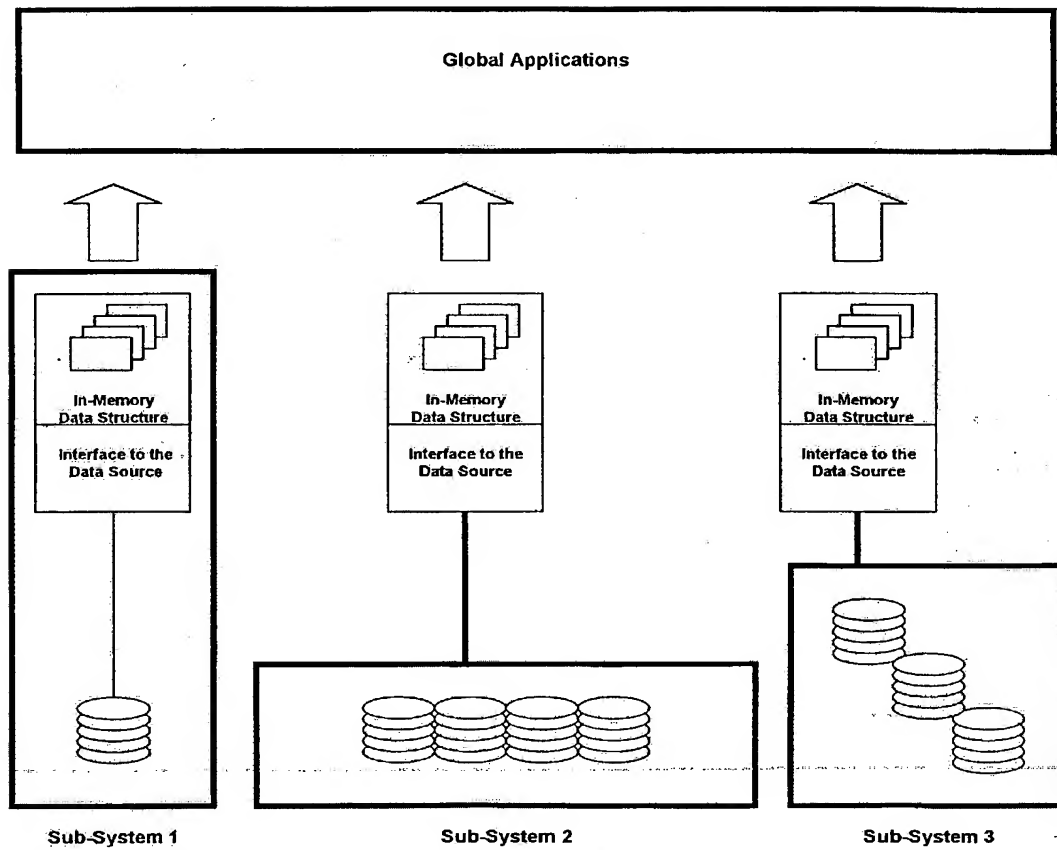 Global Applications
In-Memory
Data Structure
Interface to the
Data Source
In-Memory
Data Structure
Interface to the
Data Source
In-Memory
Data Structure
Interface to the
Data Source
Sub-System 1
Sub-System 2
Sub-System 3